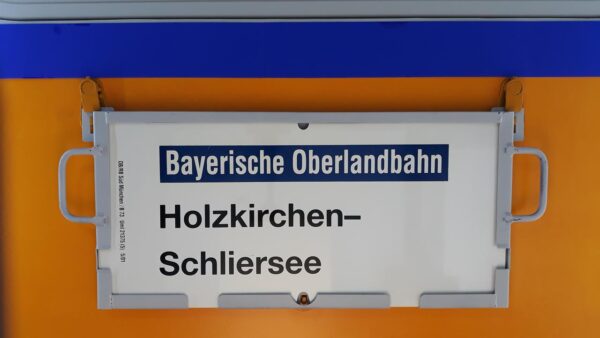 Bayerische Oberlandbahn
Holzkirchen–
Schliersee